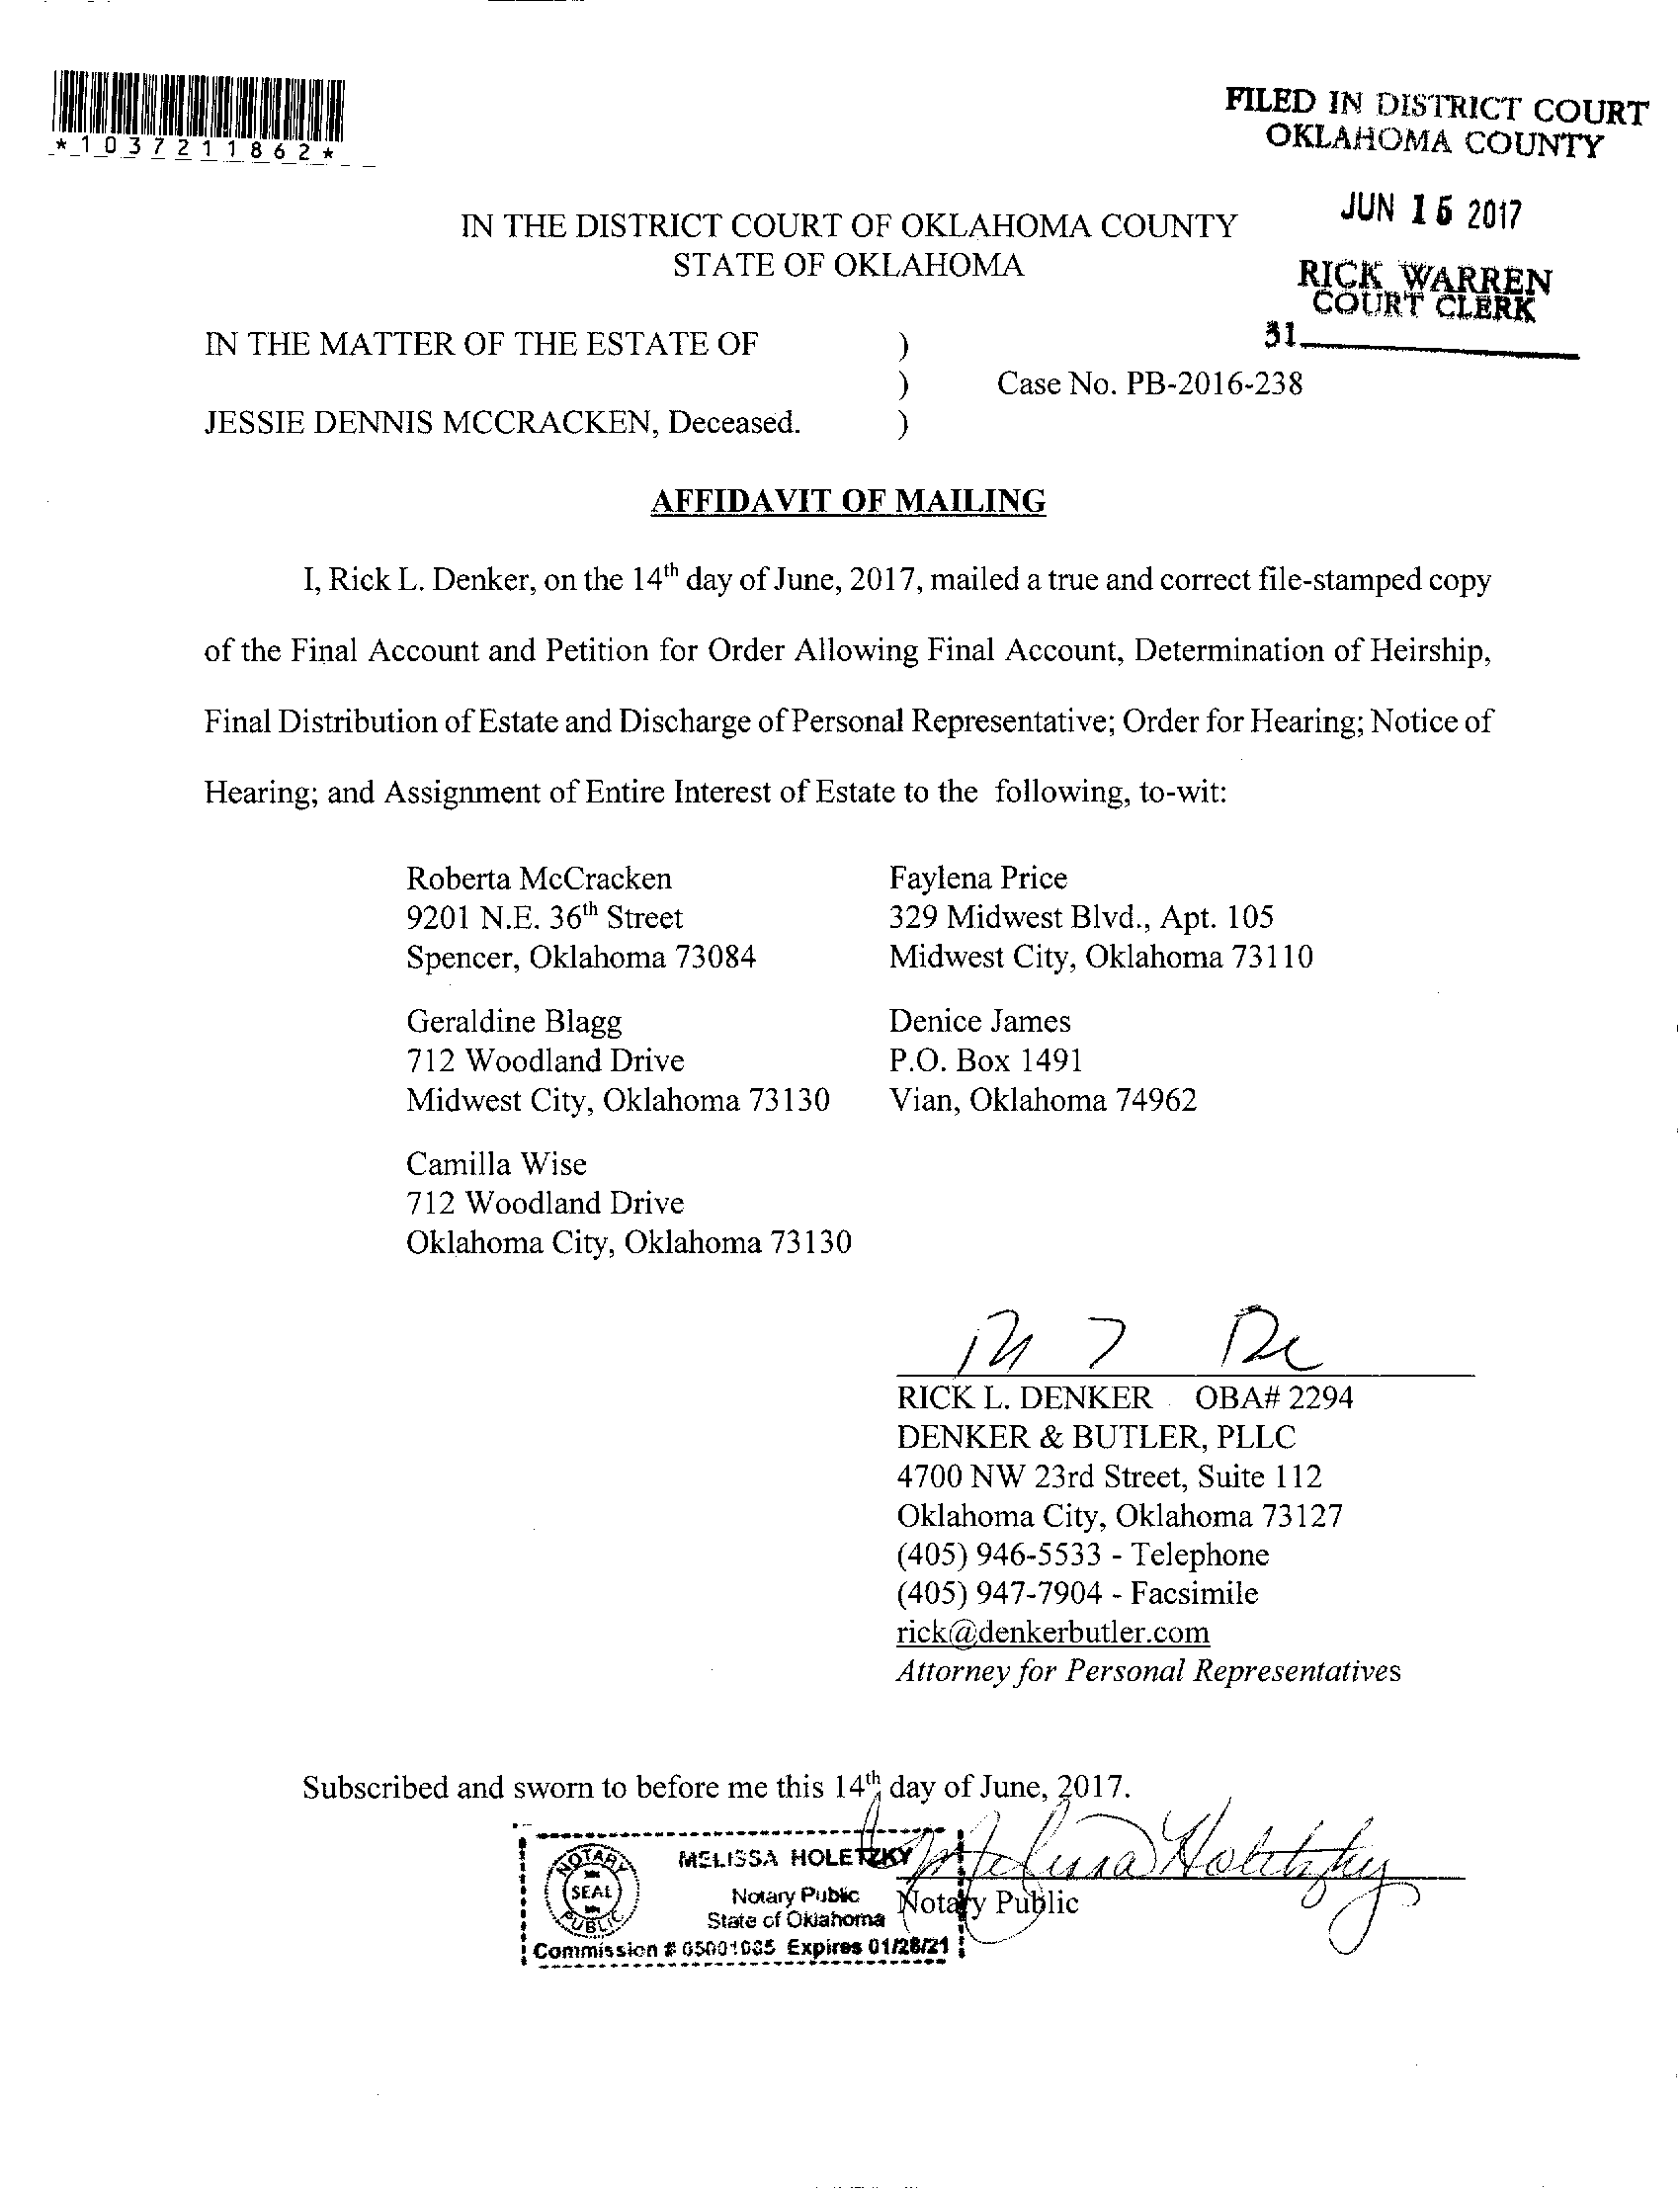 *1037211862*
FILED IN DISTRICT COURT
OKLAHOMA COUNTY
JUN 15 2017
RICK WARREN
COURT CLERK
31
IN THE DISTRICT COURT OF OKLAHOMA COUNTY
STATE OF OKLAHOMA
IN THE MATTER OF THE ESTATE OF )
) Case No. PB-2016-238
JESSIE DENNIS MCCRACKEN, Deceased. )
AFFIDAVIT OF MAILING
I, Rick L. Denker, on the 14th day of June, 2017, mailed a true and correct file-stamped copy
of the Final Account and Petition for Order Allowing Final Account, Determination of Heirship,
Final Distribution of Estate and Discharge of Personal Representative; Order for Hearing; Notice of
Hearing; and Assignment of Entire Interest of Estate to the following, to-wit:
Roberta McCracken
9201 N.E. 36th Street
Spencer, Oklahoma 73084
Faylena Price
329 Midwest Blvd., Apt. 105
Midwest City, Oklahoma 73110
Geraldine Blagg
712 Woodland Drive
Midwest City, Oklahoma 73130
Denice James
P.O. Box 1491
Vian, Oklahoma 74962
Camilla Wise
712 Woodland Drive
Oklahoma City, Oklahoma 73130
RICK L. DENKER OBA# 2294
DENKER & BUTLER, PLLC
4700 NW 23rd Street, Suite 112
Oklahoma City, Oklahoma 73127
(405) 946-5533 - Telephone
(405) 947-7904 - Facsimile
rick@denkerbutler.com
Attorney for Personal Representatives
Subscribed and sworn to before me this 14th day of June, 2017.
Melissa Holetzky
Notary Public
NOTARY
SEAL
PUBLIC
MELISSA HOLETZKY
Notary Public
State of Oklahoma
Commission # 05001085 Expires 01/28/21